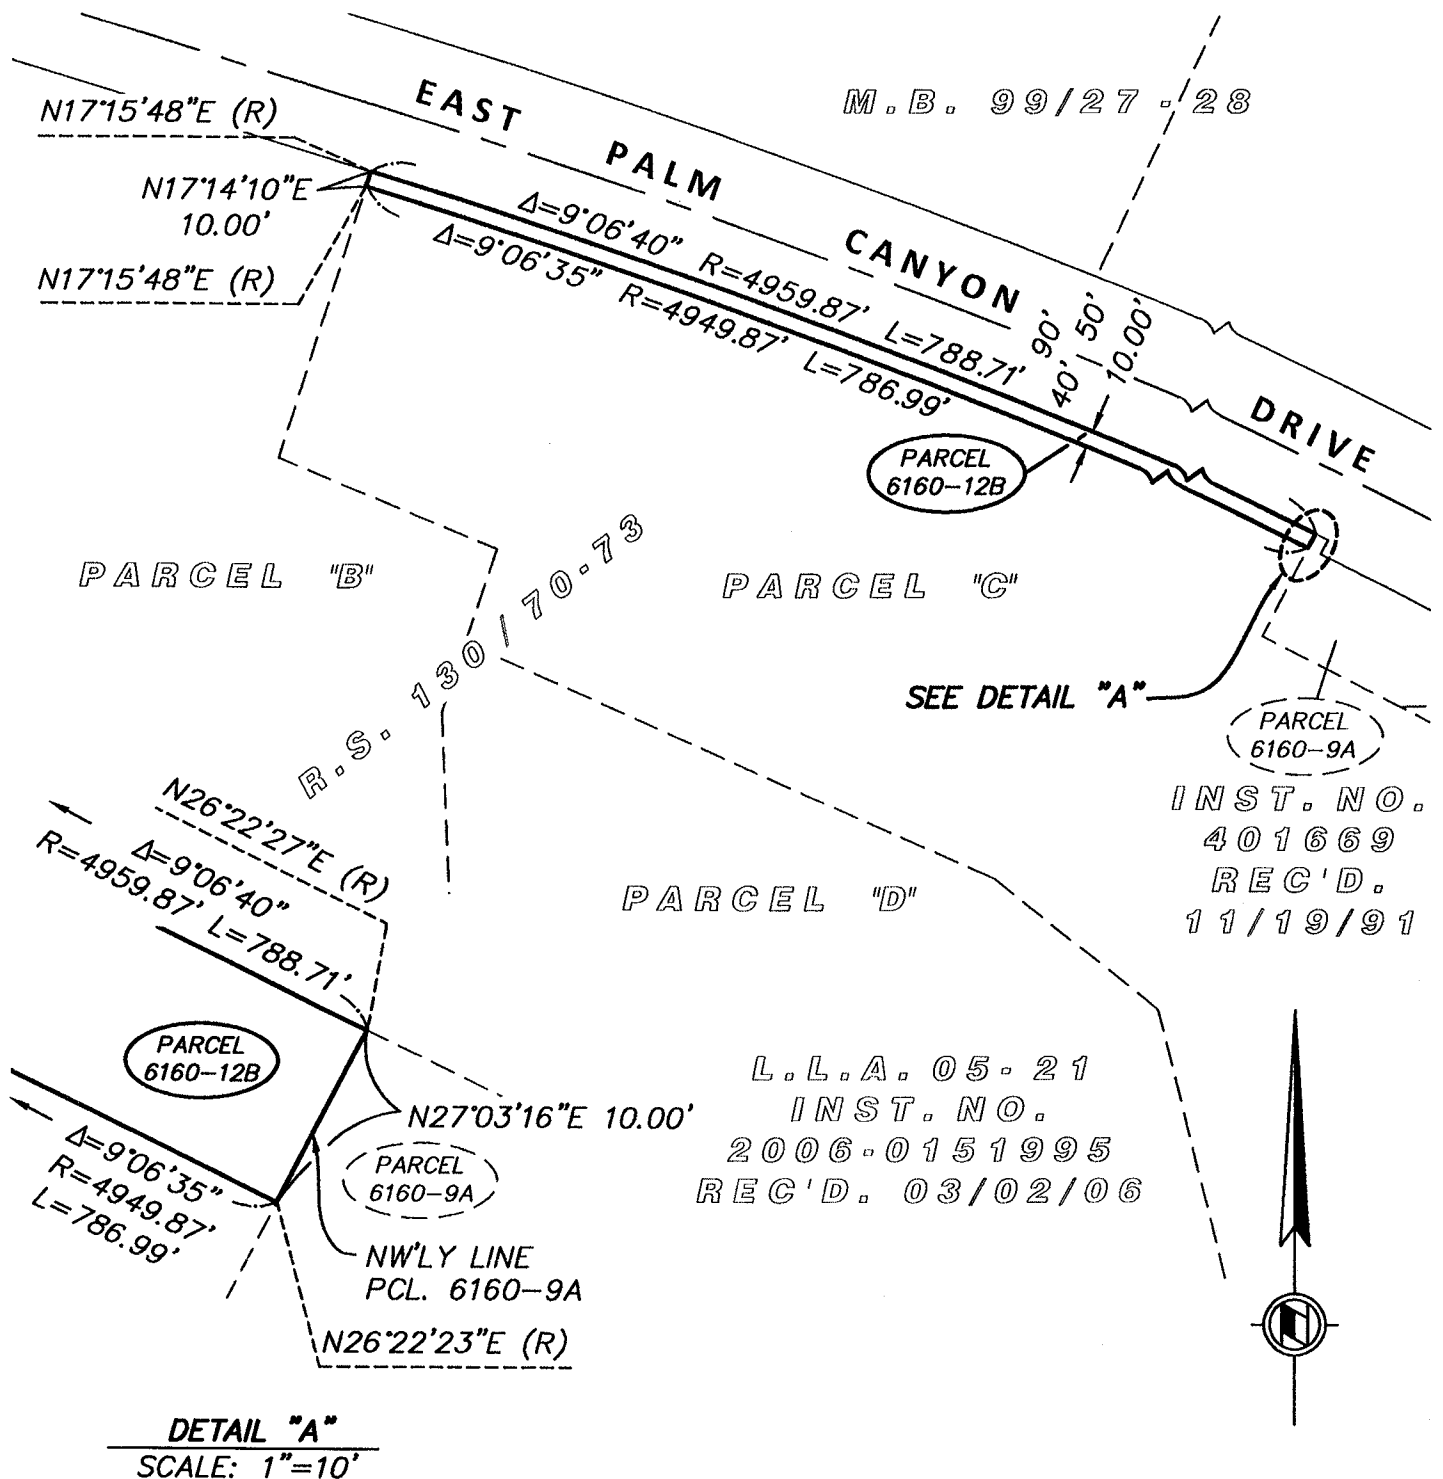 M.B. 99/27-28
EAST PALM CANYON DRIVE
N17°15'48"E (R)
N17°14'10"E
10.00'
N17°15'48"E (R)
Δ=9°06'40" R=4959.87' L=788.71'
Δ=9°06'35" R=4949.87' L=786.99'
90'
40' 50'
10.00'
PARCEL
6160-12B
PARCEL "B"
R.S. 130/70-73
PARCEL "C"
SEE DETAIL "A"
PARCEL
6160-9A
INST. NO.
401669
REC'D.
11/19/91
PARCEL "D"
L.L.A. 05-21
INST. NO.
2006-0151995
REC'D. 03/02/06
N26°22'27"E (R)
Δ=9°06'40"
R=4959.87' L=788.71'
PARCEL
6160-12B
N27°03'16"E 10.00'
PARCEL
6160-9A
Δ=9°06'35"
R=4949.87'
L=786.99'
NW'LY LINE
PCL. 6160-9A
N26°22'23"E (R)
DETAIL "A"
SCALE: 1"=10'